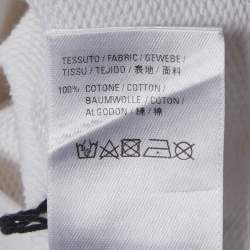 TESSUTO / FABRIC / GEWEBE /
TISSU / TEJIDO / 表地 / 面料
100% COTONE / COTTON /
BAUMWOLLE / COTON /
ALGODON / 綿 / 棉